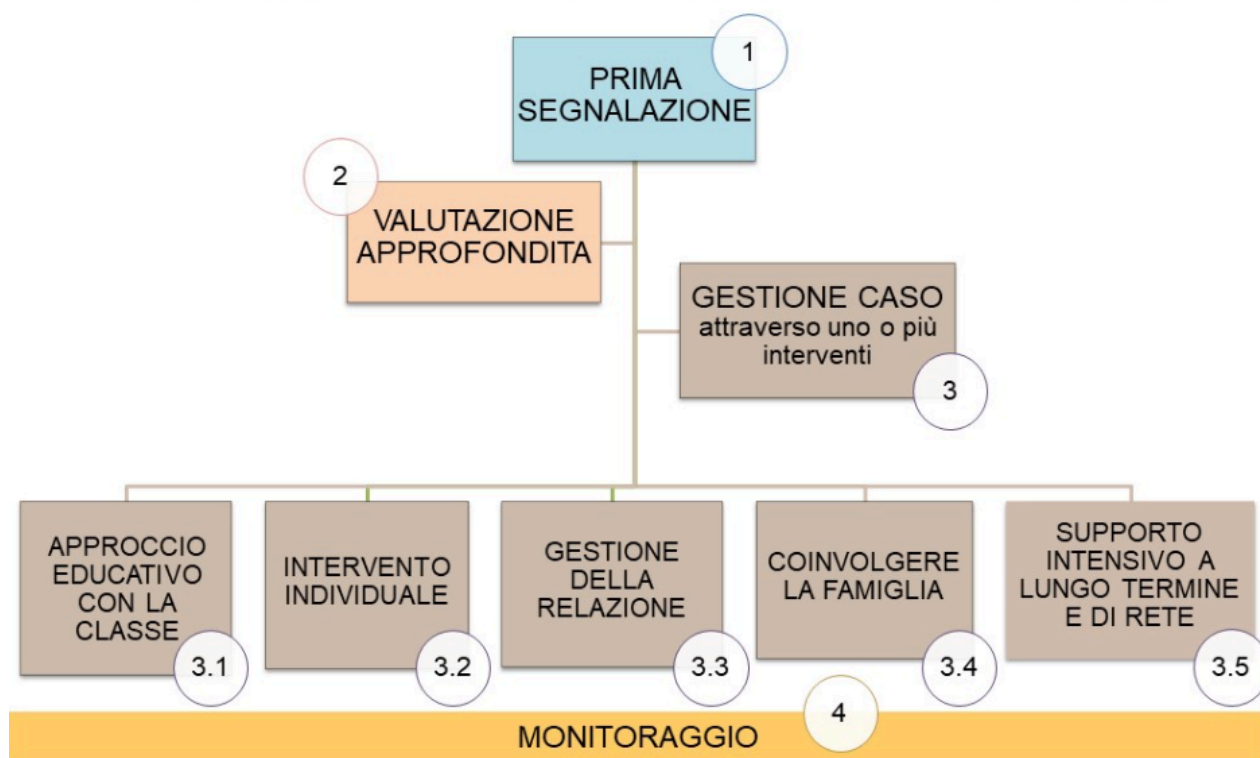 1
PRIMA
SEGNALAZIONE
2
VALUTAZIONE
APPROFONDITA
GESTIONE CASO
attraverso uno o più
interventi
3
APPROCCIO
EDUCATIVO
CON LA
CLASSE
3.1
INTERVENTO
INDIVIDUALE
3.2
GESTIONE
DELLA
RELAZIONE
3.3
COINVOLGERE
LA FAMIGLIA
3.4
SUPPORTO
INTENSIVO A
LUNGO TERMINE
E DI RETE
3.5
4
MONITORAGGIO